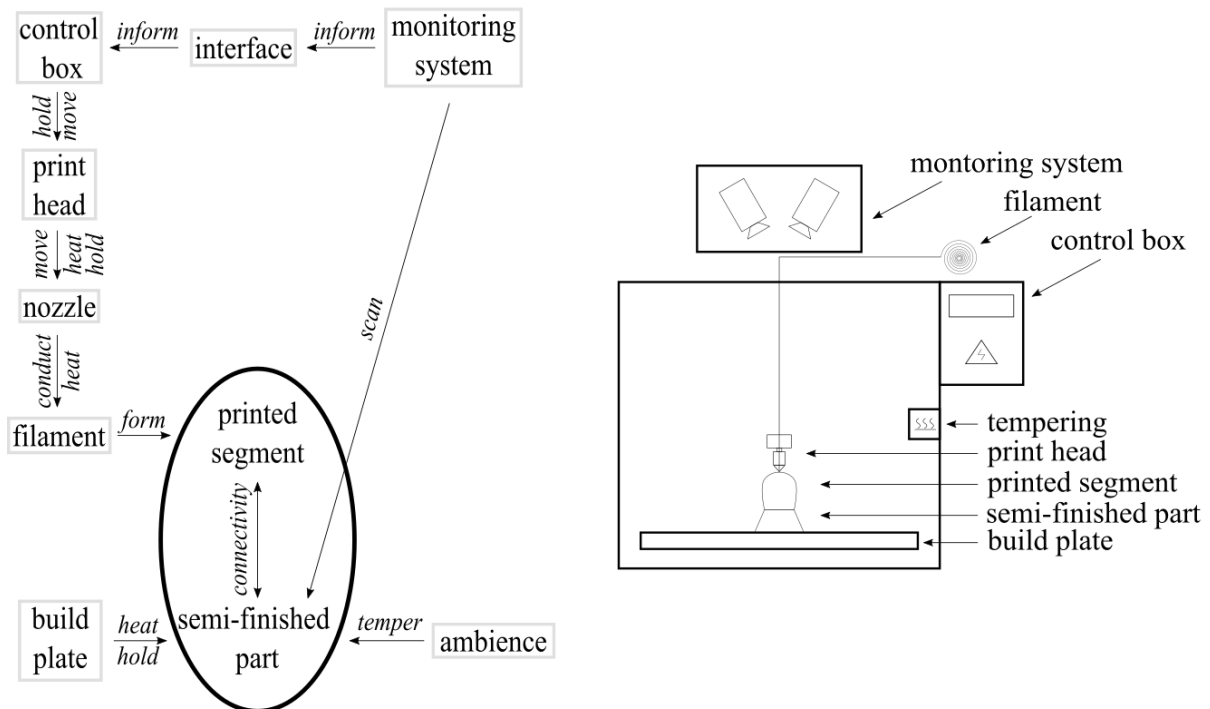 control
box
inform
interface
inform
monitoring
system
hold
move
print
head
move
heat
hold
nozzle
conduct
heat
filament
form
printed
segment
scan
connectivity
build
plate
heat
hold
semi-finished
part
temper
ambience
montoring system
filament
control box
tempering
print head
printed segment
semi-finished part
build plate